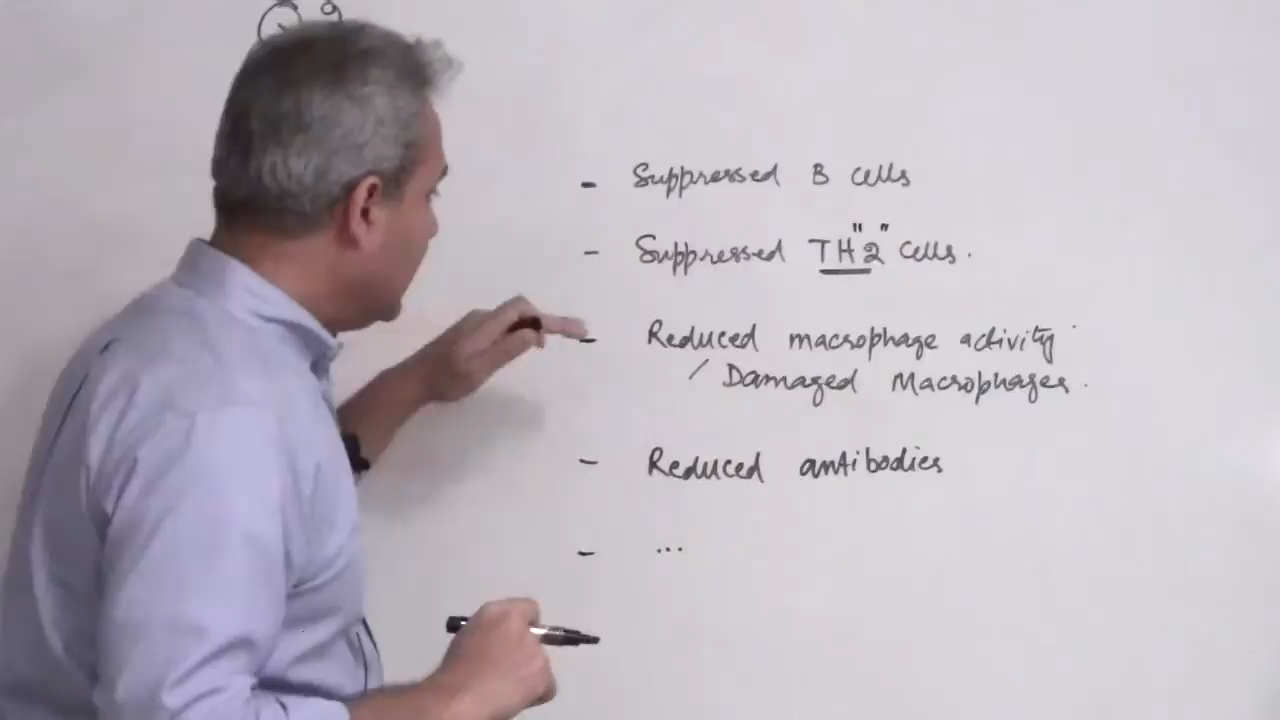 - Suppressed B cells
- Suppressed TH"2" cells.
- Reduced macrophage activity
/ Damaged Macrophages.
- Reduced antibodies
- ...